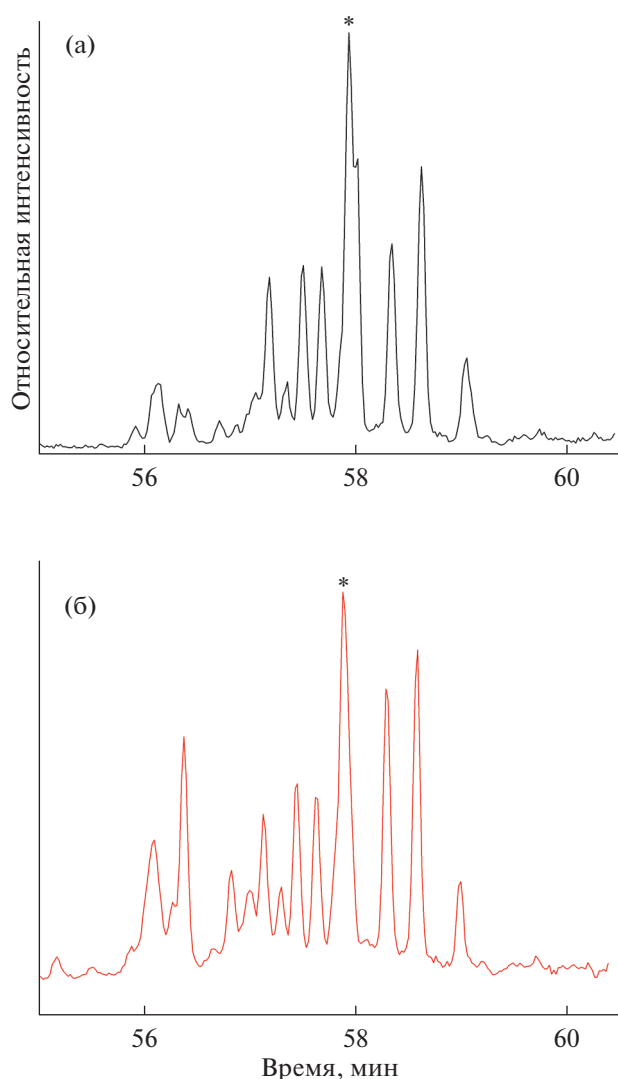 *
(а)
Относительная интенсивность
56
58
60
*
(б)
56
58
60
Время, мин